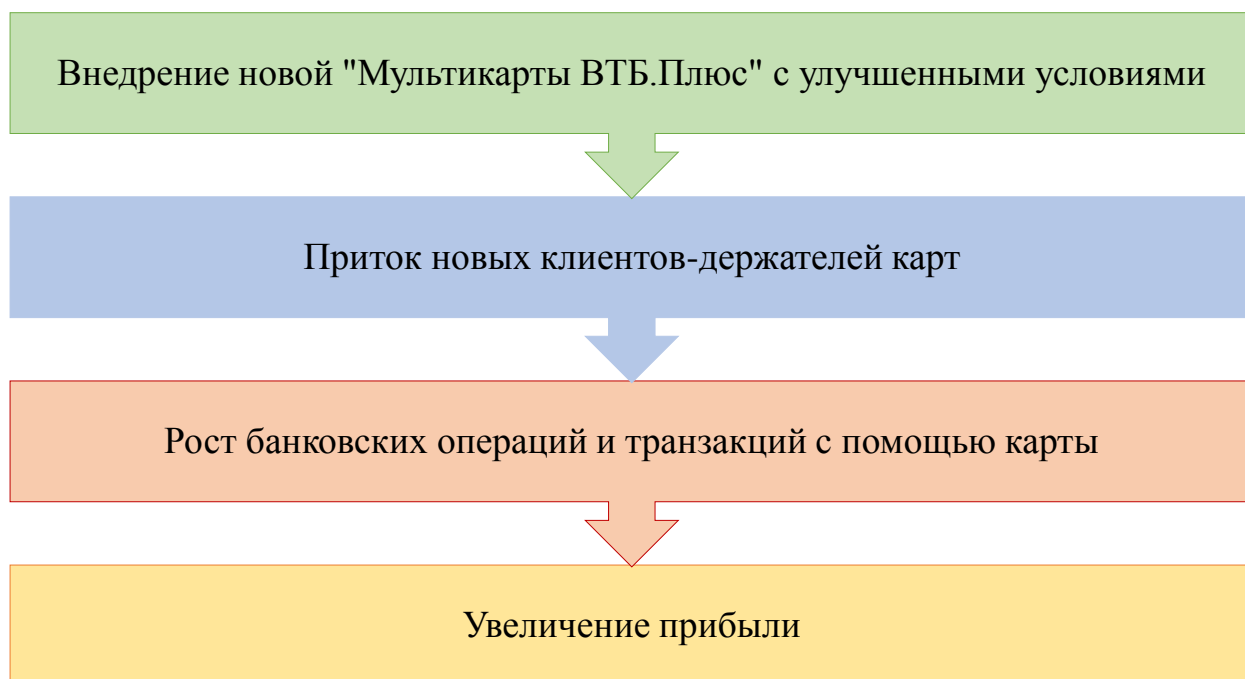 Внедрение новой "Мультикарты ВТБ.Плюс" с улучшенными условиями
Приток новых клиентов-держателей карт
Рост банковских операций и транзакций с помощью карты
Увеличение прибыли